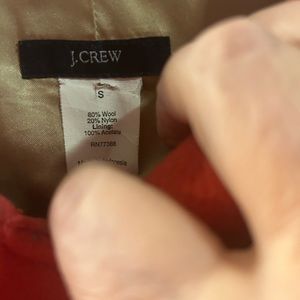 J.CREW
S
80% Wool
20% Nylon
Lining:
100% Acetate
RN77388